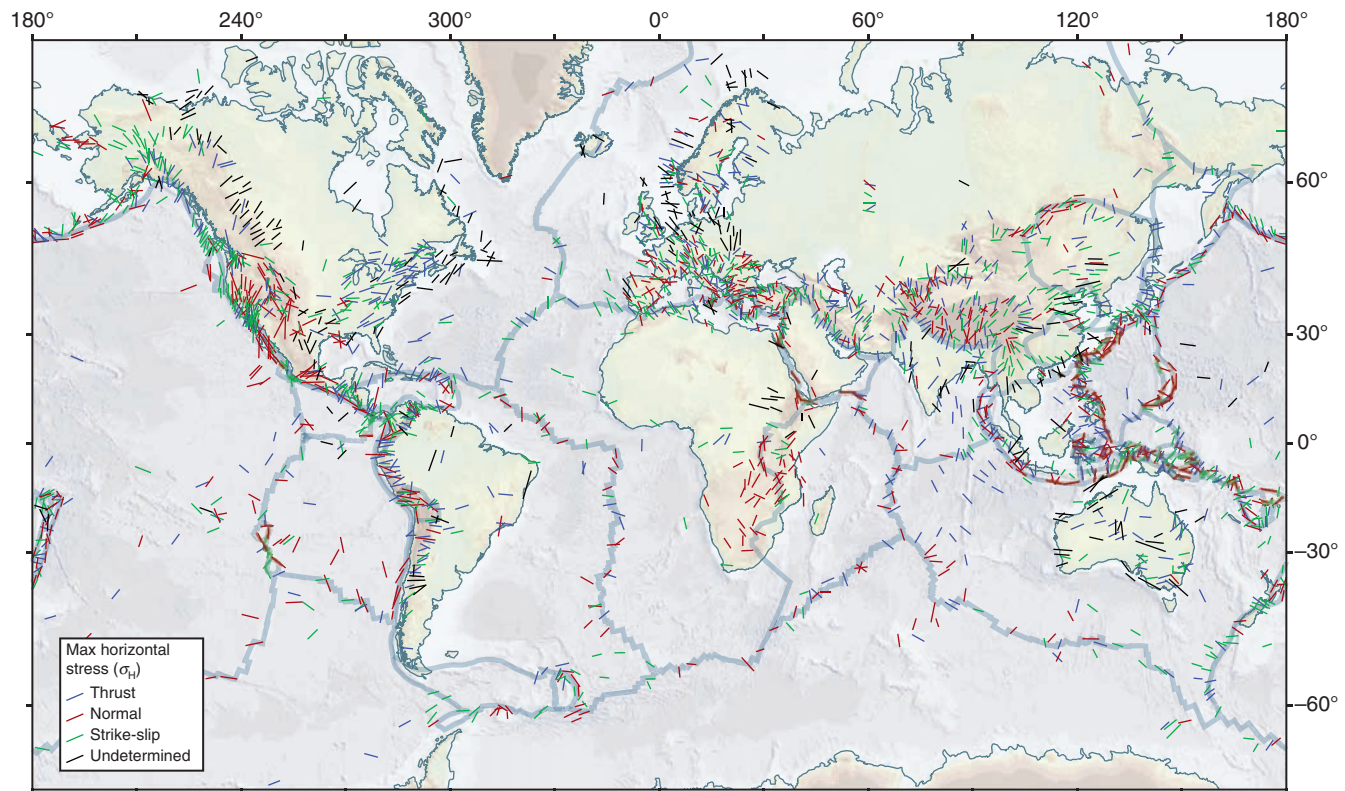 180° 240° 300° 0° 60° 120° 180°
60°
30°
0°
–30°
–60°
Max horizontal
stress (σH)
Thrust
Normal
Strike-slip
Undetermined